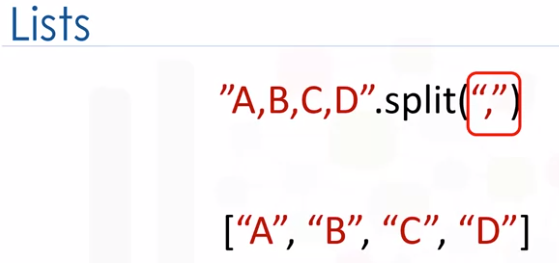 Lists
”A,B,C,D”.split(“,”)
[“A”, “B”, “C”, “D”]